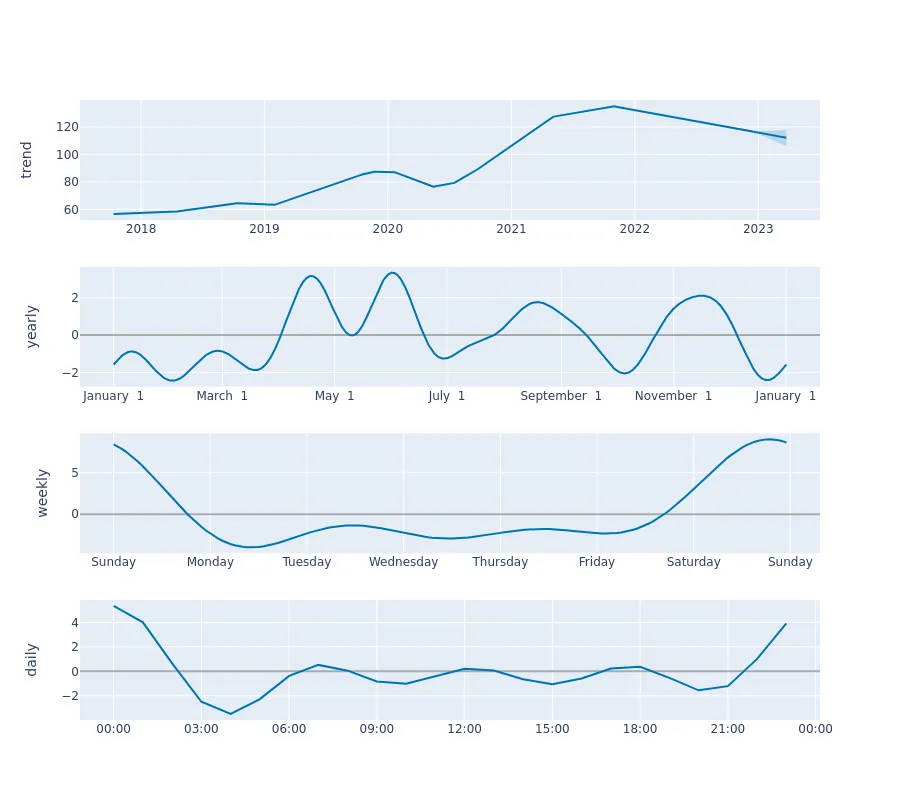 trend
120
100
80
60
2018 2019 2020 2021 2022 2023
yearly
2
0
−2
January 1 March 1 May 1 July 1 September 1 November 1 January 1
weekly
5
0
Sunday Monday Tuesday Wednesday Thursday Friday Saturday Sunday
daily
4
2
0
−2
00:00 03:00 06:00 09:00 12:00 15:00 18:00 21:00 00:00